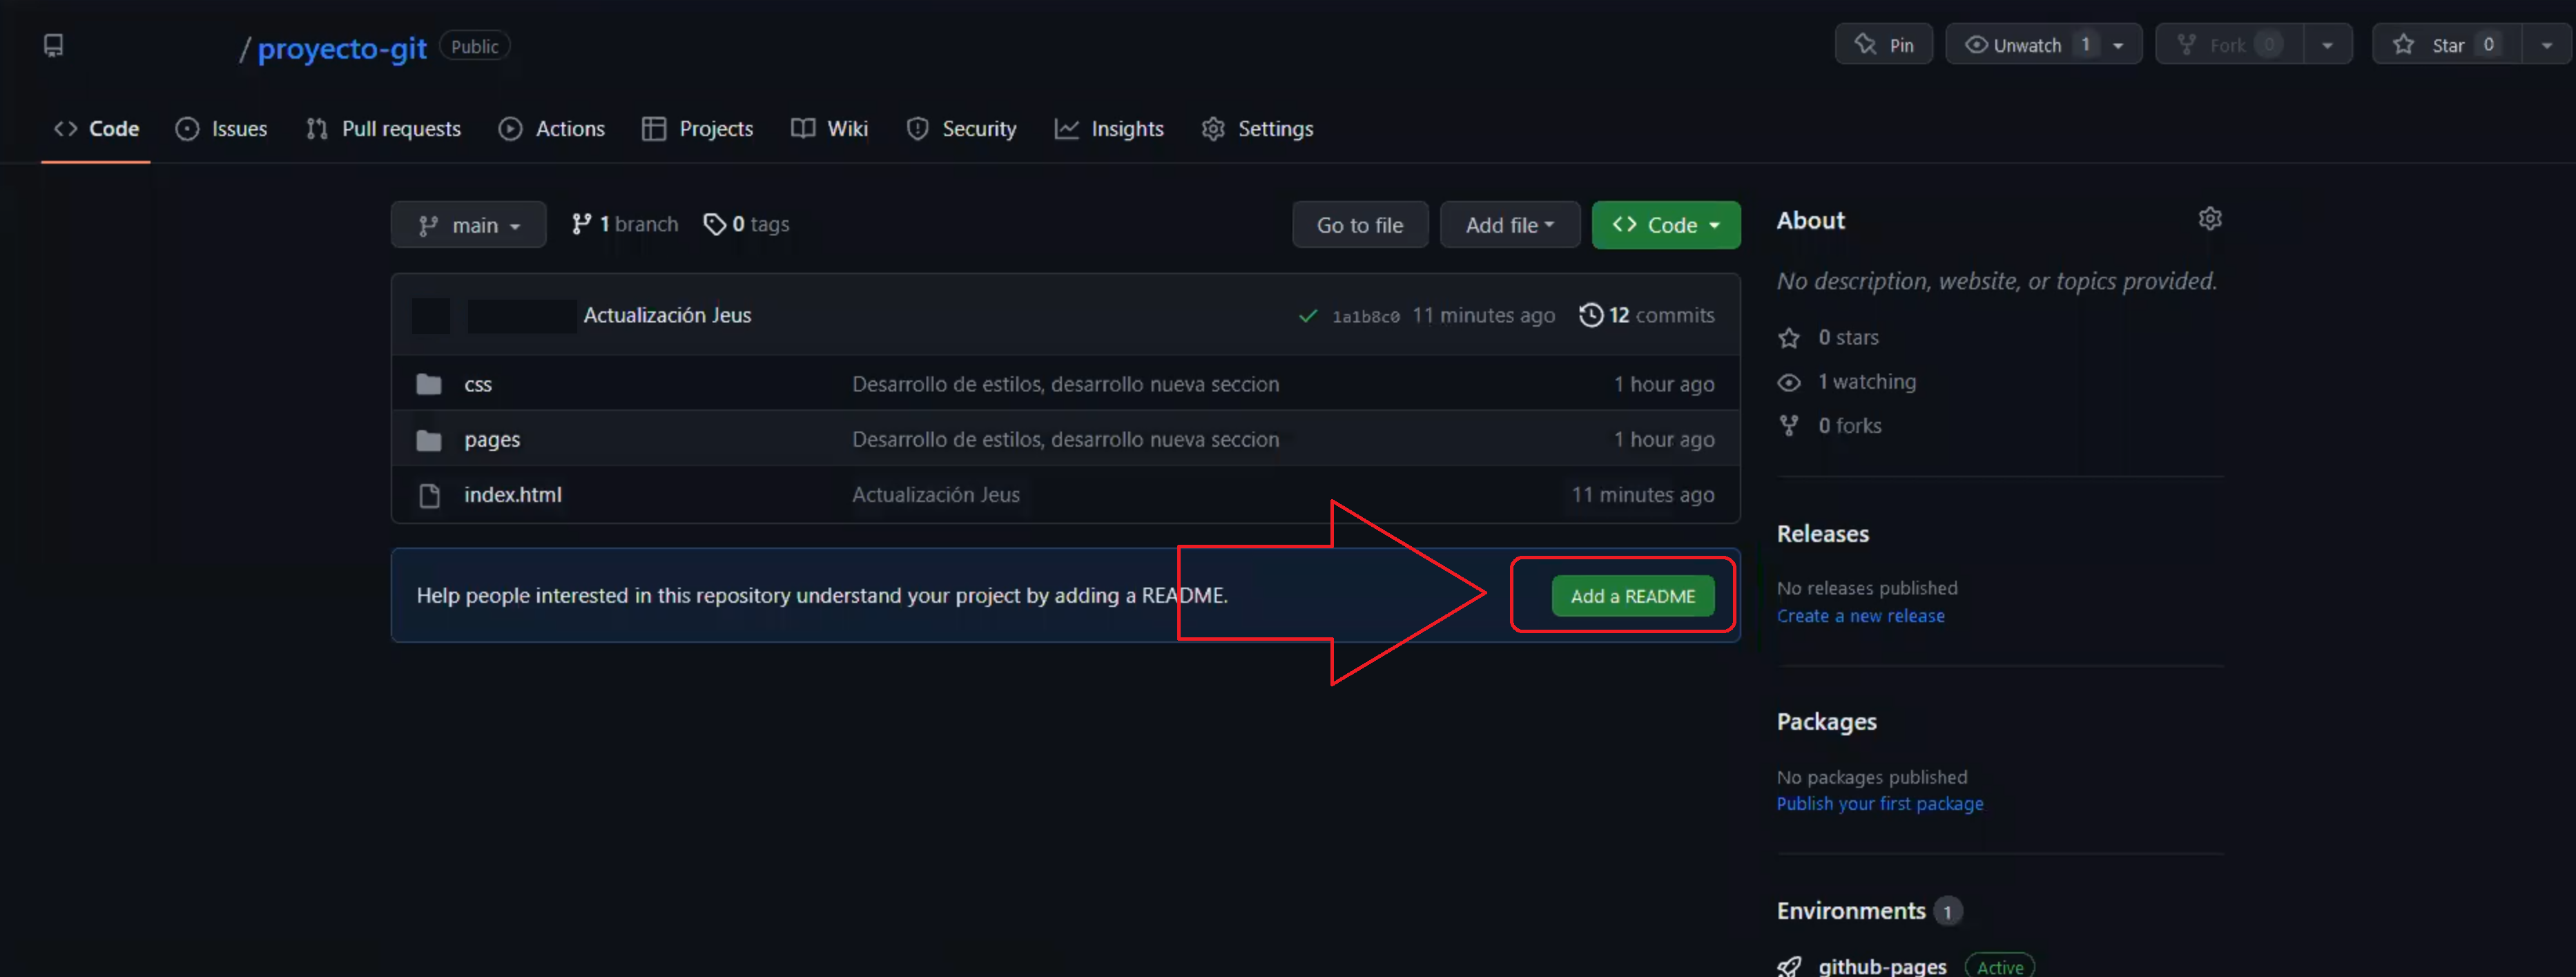 / proyecto-git Public
Pin Unwatch 1 Fork 0 Star 0
Code Issues Pull requests Actions Projects Wiki Security Insights Settings
main 1 branch 0 tags Go to file Add file Code
Actualización Jeus 1a1b8c0 11 minutes ago 12 commits
css Desarrollo de estilos, desarrollo nueva seccion 1 hour ago
pages Desarrollo de estilos, desarrollo nueva seccion 1 hour ago
index.html Actualización Jeus 11 minutes ago
Help people interested in this repository understand your project by adding a README. Add a README
About
No description, website, or topics provided.
0 stars
1 watching
0 forks
Releases
No releases published
Create a new release
Packages
No packages published
Publish your first package
Environments 1
github-pages Active